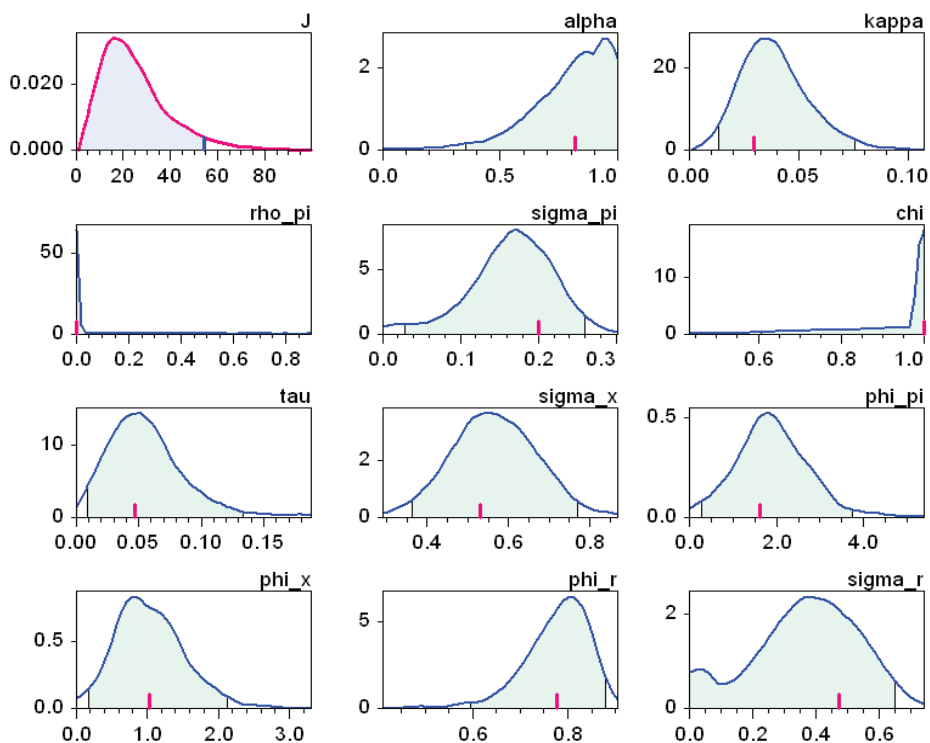 J
alpha
kappa
0.020
0.000
2
0
20
0
0 20 40 60 80
0.0 0.5 1.0
0.00 0.05 0.10
rho_pi
sigma_pi
chi
50
0
5
0
10
0
0.0 0.2 0.4 0.6 0.8
0.0 0.1 0.2 0.3
0.6 0.8 1.0
tau
sigma_x
phi_pi
10
0
2
0
0.5
0.0
0.00 0.05 0.10 0.15
0.4 0.6 0.8
0.0 2.0 4.0
phi_x
phi_r
sigma_r
0.5
0.0
5
0
2
0
0.0 1.0 2.0 3.0
0.6 0.8
0.0 0.2 0.4 0.6